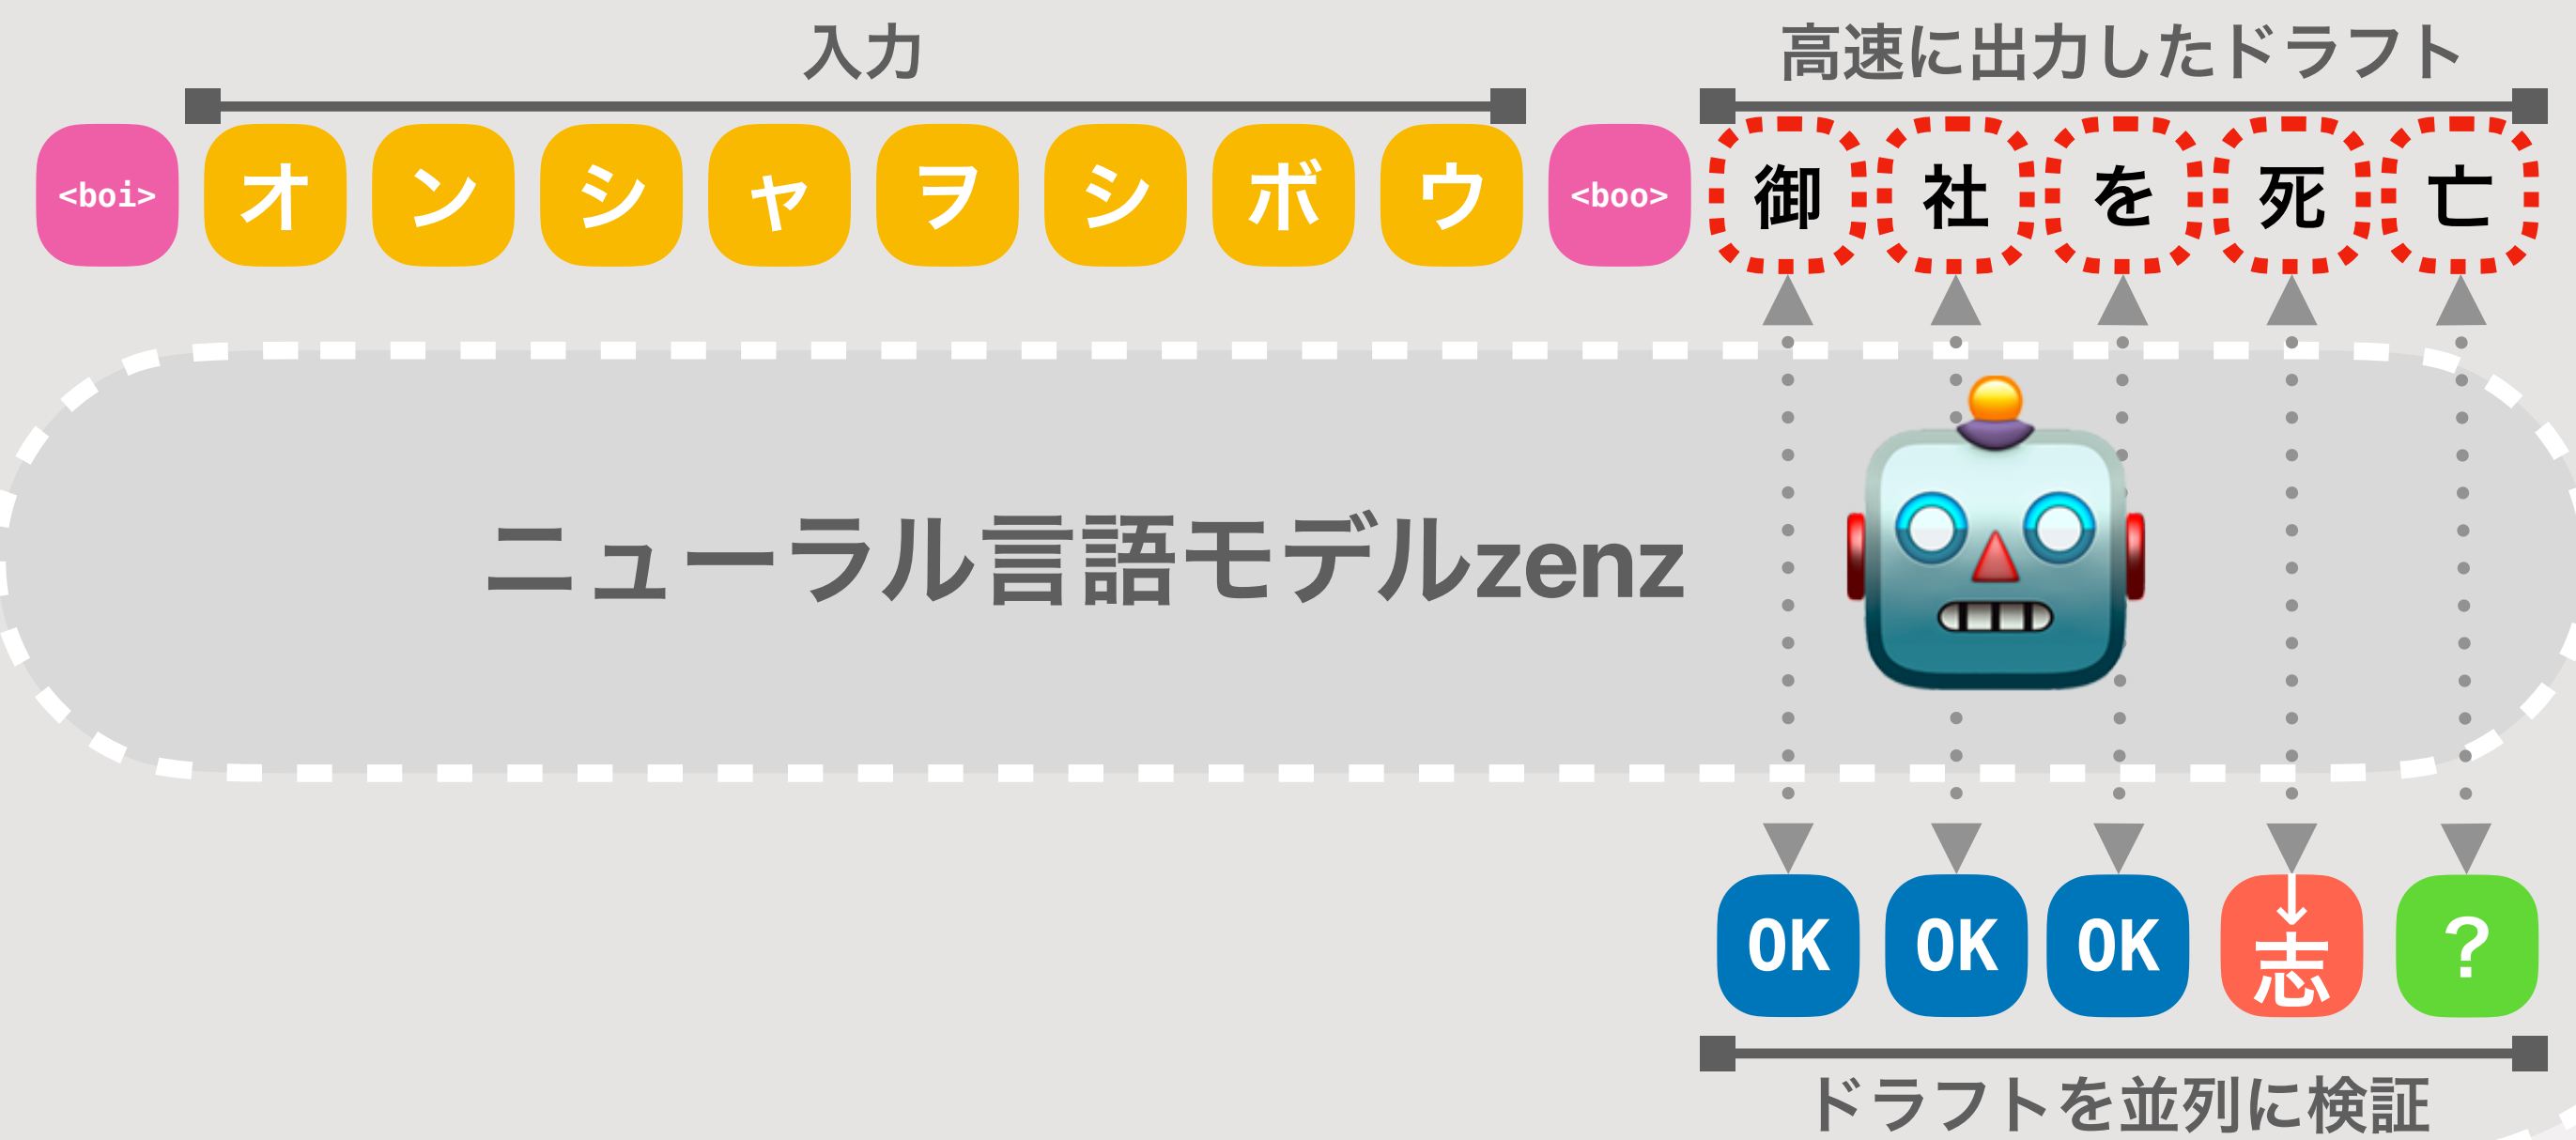 入力
高速に出力したドラフト
<boi> オ ン シ ャ ヲ シ ボ ウ <boo> 御 社 を 死 亡
ニューラル言語モデルzenz
OK OK OK ↓志 ?
ドラフトを並列に検証